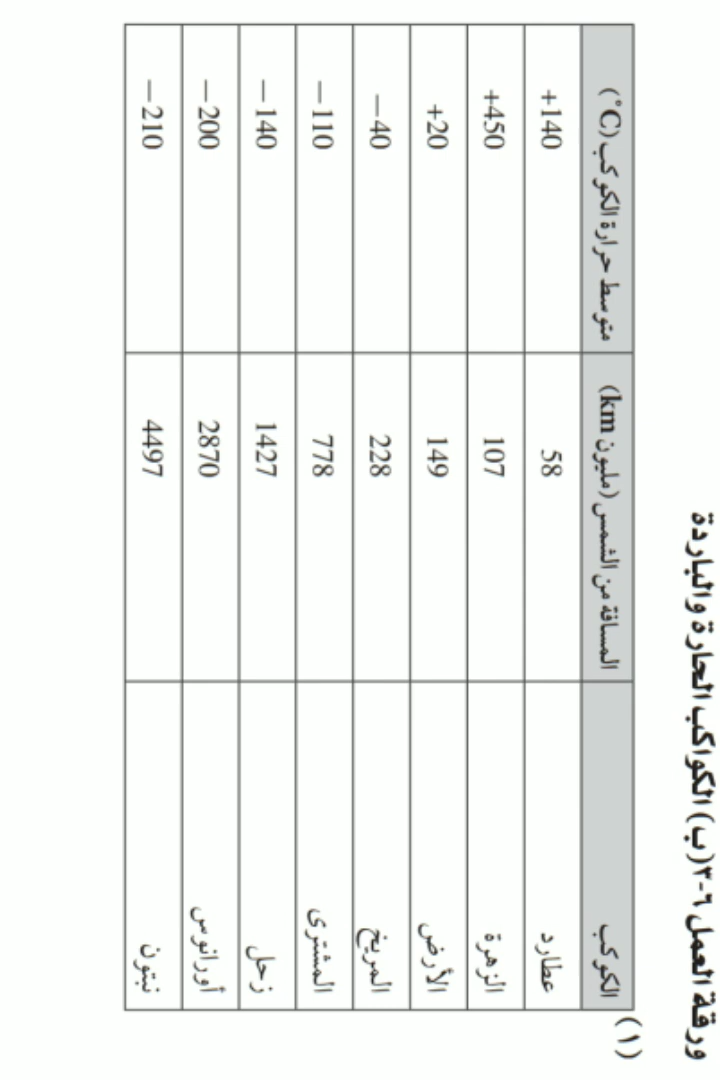 ورقة العمل ٦-٣(ب) الكواكب الحارة والباردة
(١)
الكوكب المسافة من الشمس (مليون km) متوسط حرارة الكوكب (°C)
عطارد 58 +140
الزهرة 107 +450
الأرض 149 +20
المريخ 228 —40
المشترى 778 —110
زحل 1427 —140
أورانوس 2870 —200
نبتون 4497 —210